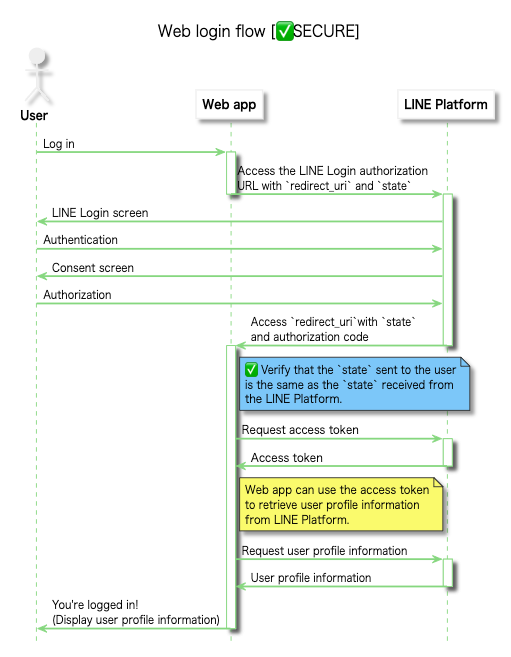 Web login flow [✅SECURE]
User
Web app
LINE Platform
Log in
Access the LINE Login authorization
URL with `redirect_uri` and `state`
LINE Login screen
Authentication
Consent screen
Authorization
Access `redirect_uri`with `state`
and authorization code
✅ Verify that the `state` sent to the user
is the same as the `state` received from
the LINE Platform.
Request access token
Access token
Web app can use the access token
to retrieve user profile information
from LINE Platform.
Request user profile information
User profile information
You're logged in!
(Display user profile information)